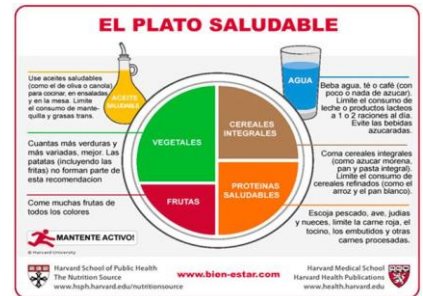 EL PLATO SALUDABLE
Use aceites saludables
(como el de oliva o canola)
para cocinar, en ensaladas,
y en la mesa. Limite
el consumo de mante-
quilla y grasas trans.
ACEITE
SALUDABLE
AGUA
Beba agua, té o café (con
poco o nada de azucar).
Limite el consumo de
leche o productos lacteos
a 1 o 2 raciones al día.
Evite las bebidas
azucaradas.
VEGETALES
CEREALES
INTEGRALES
Cuantas más verduras y
más variadas, mejor. Las
patatas (incluyendo las
fritas) no forman parte de
esta recomendacion
Coma cereales integrales
(como azucar morena,
pan y pasta integral).
Limite el consumo de
cereales refinados (como el
arroz y el pan blanco).
FRUTAS
PROTEINAS
SALUDABLES
Come muchas frutas de
todos los colores
Escoja pescado, ave, judias
y nueces, limite la carne roja, el
tocino, los embutidos y otras
carnes procesadas.
MANTENTE ACTIVO!
© Harvard University
Harvard School of Public Health
The Nutrition Source
www.hsph.harvard.edu/nutritionsource
www.bien-estar.com
Harvard Medical School
Harvard Health Publications
www.health.harvard.edu